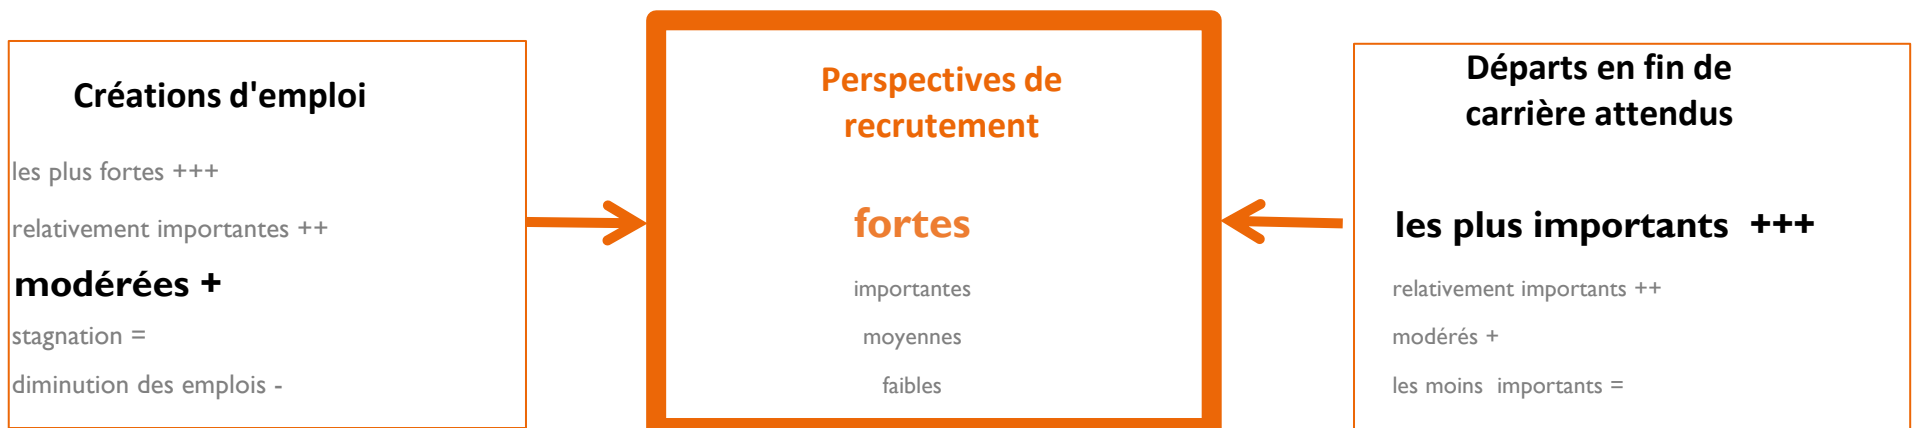 Créations d'emploi
les plus fortes +++
relativement importantes ++
modérées +
stagnation =
diminution des emplois -
Perspectives de
recrutement
fortes
importantes
moyennes
faibles
Départs en fin de
carrière attendus
les plus importants +++
relativement importants ++
modérés +
les moins importants =